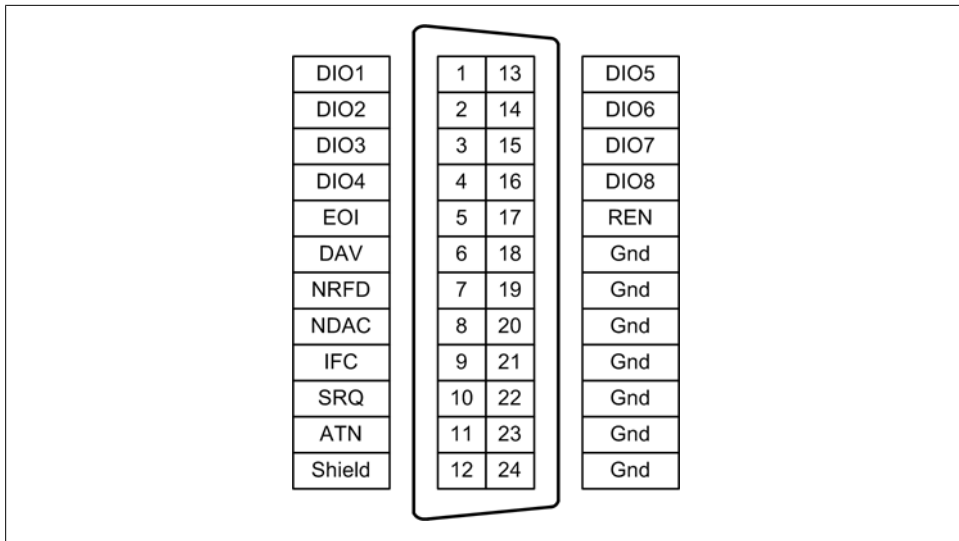 DIO1 1 13 DIO5
DIO2 2 14 DIO6
DIO3 3 15 DIO7
DIO4 4 16 DIO8
EOI 5 17 REN
DAV 6 18 Gnd
NRFD 7 19 Gnd
NDAC 8 20 Gnd
IFC 9 21 Gnd
SRQ 10 22 Gnd
ATN 11 23 Gnd
Shield 12 24 Gnd